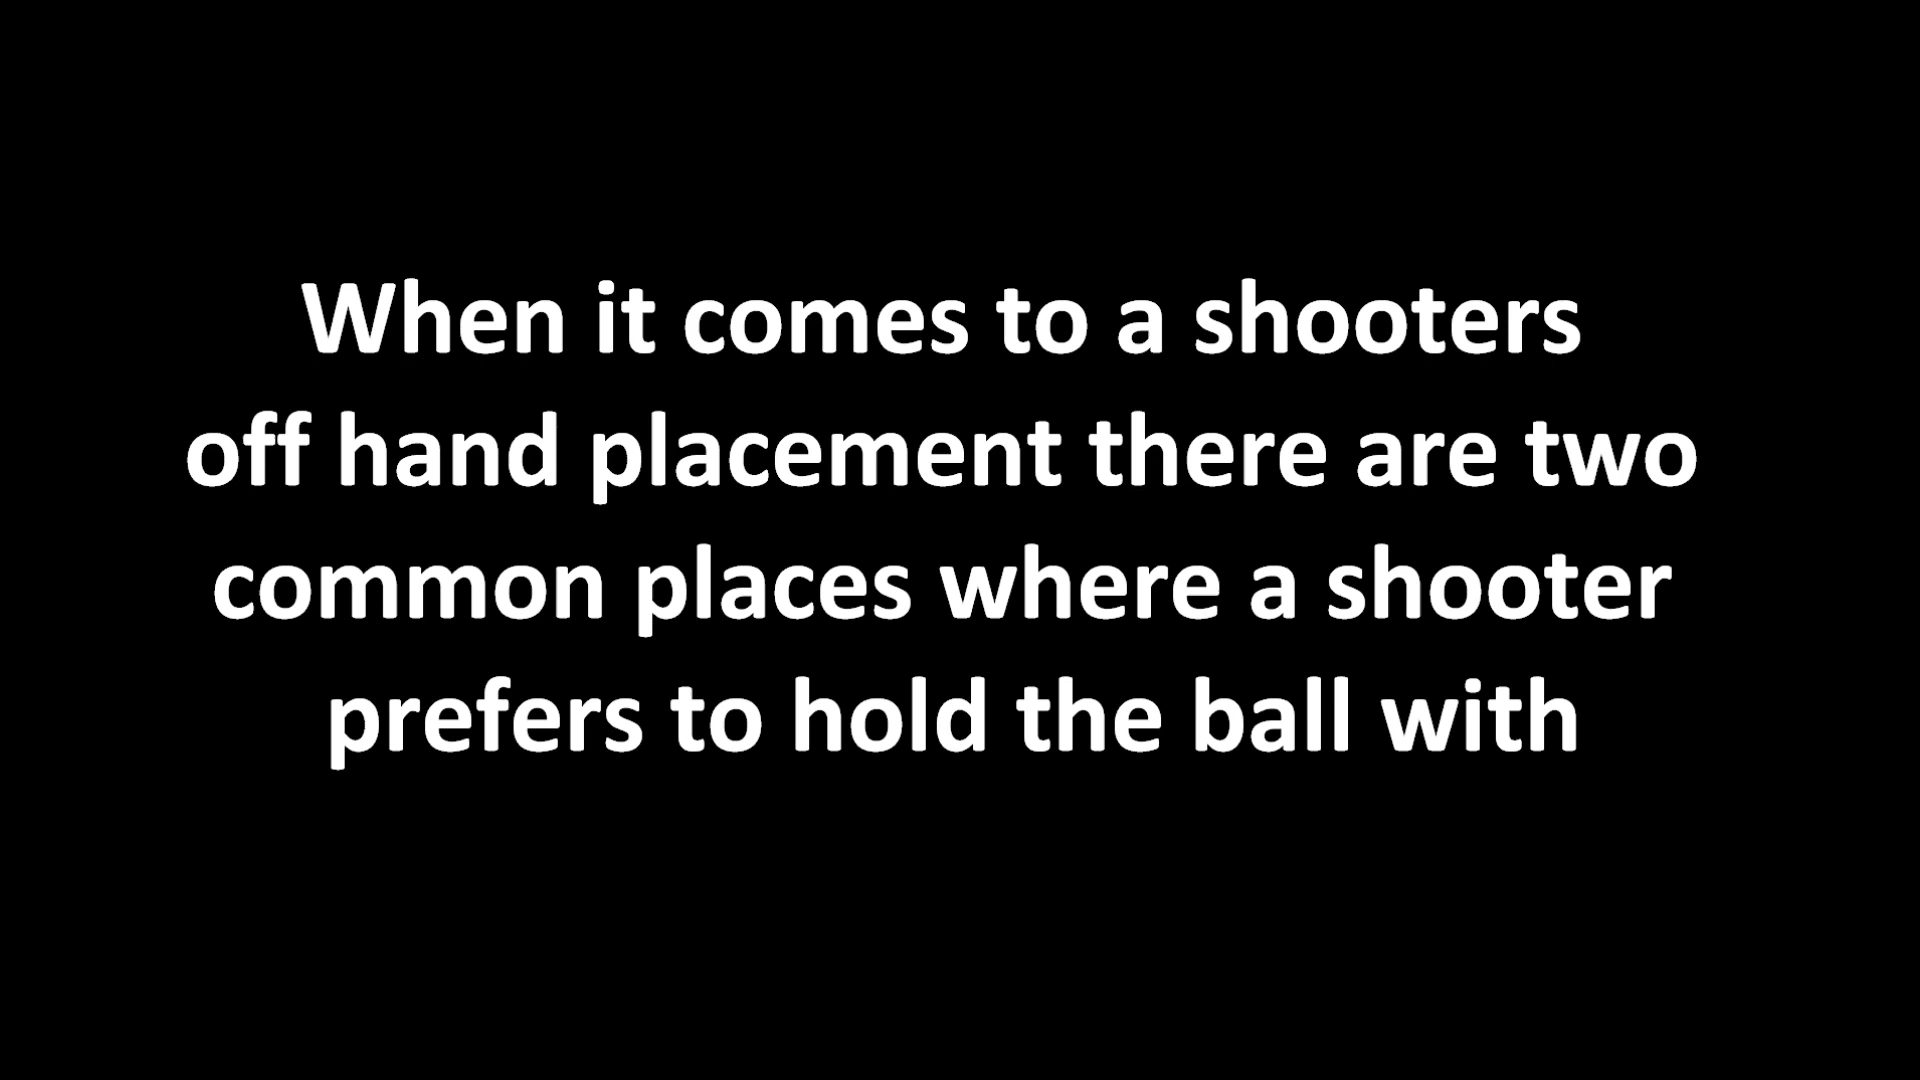 When it comes to a shooters
off hand placement there are two
common places where a shooter
prefers to hold the ball with